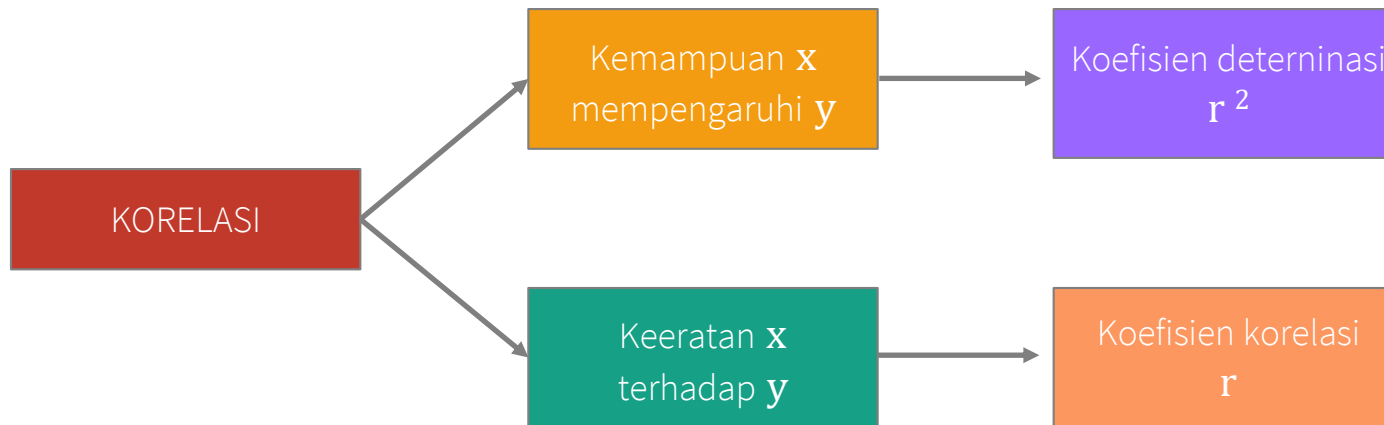 KORELASI
Kemampuan x
mempengaruhi y
Koefisien deterninasi
r ²
Keeratan x
terhadap y
Koefisien korelasi
r